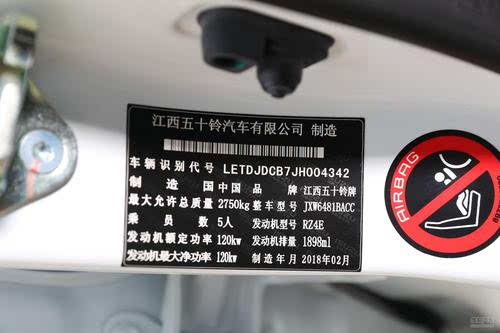 江西五十铃汽车有限公司 制造
车辆识别代号 LETDJDCB7JH004342
制造国 中国 品牌 江西五十铃牌
最大允许总质量 2750kg 整车型号 JXW6481BACC
乘员数 5人 发动机型号 RZ4E
发动机额定功率 120kw 发动机排量 1898ml
发动机最大净功率 120kw 制造年月 2018年02月
AIRBAG